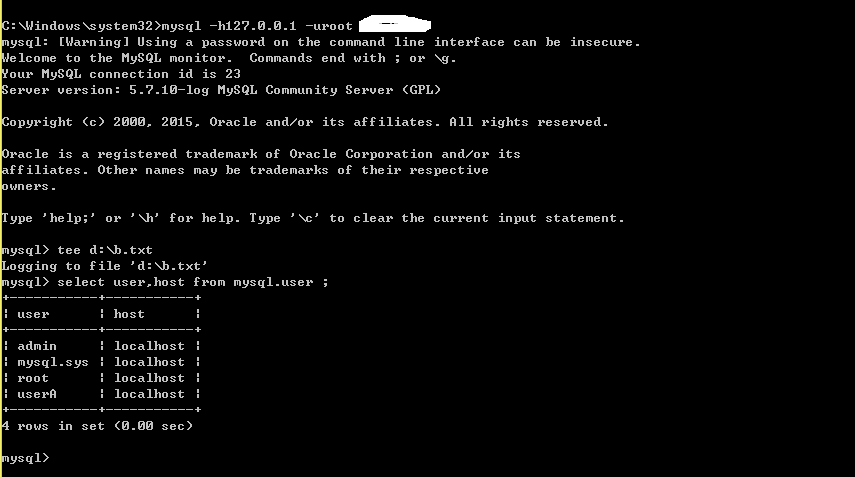 C:\Windows\system32>mysql -h127.0.0.1 -uroot
mysql: [Warning] Using a password on the command line interface can be insecure.
Welcome to the MySQL monitor.  Commands end with ; or \g.
Your MySQL connection id is 23
Server version: 5.7.10-log MySQL Community Server (GPL)

Copyright (c) 2000, 2015, Oracle and/or its affiliates. All rights reserved.

Oracle is a registered trademark of Oracle Corporation and/or its
affiliates. Other names may be trademarks of their respective
owners.

Type 'help;' or '\h' for help. Type '\c' to clear the current input statement.

mysql> tee d:\b.txt
Logging to file 'd:\b.txt'
mysql> select user,host from mysql.user ;
+-----------+-----------+
| user      | host      |
+-----------+-----------+
| admin     | localhost |
| mysql.sys | localhost |
| root      | localhost |
| userA     | localhost |
+-----------+-----------+
4 rows in set (0.00 sec)

mysql>